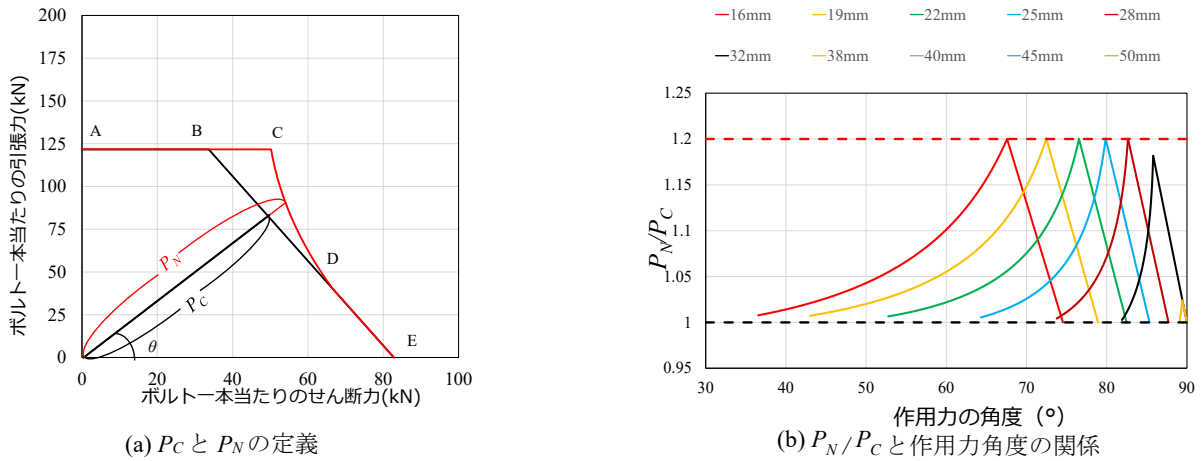 200
175
150
125
100
75
50
25
0
A
B
C
D
E
P_N
P_C
θ
0
20
40
60
80
100
ボルト一本当たりの引張力(kN)
ボルト一本当たりのせん断力(kN)
(a) P_C と P_N の定義
16mm 19mm 22mm 25mm 28mm
32mm 38mm 40mm 45mm 50mm
1.25
1.2
1.15
1.1
1.05
1
0.95
P_N/P_C
30 40 50 60 70 80 90
作用力の角度（°）
(b) P_N / P_C と作用力角度の関係